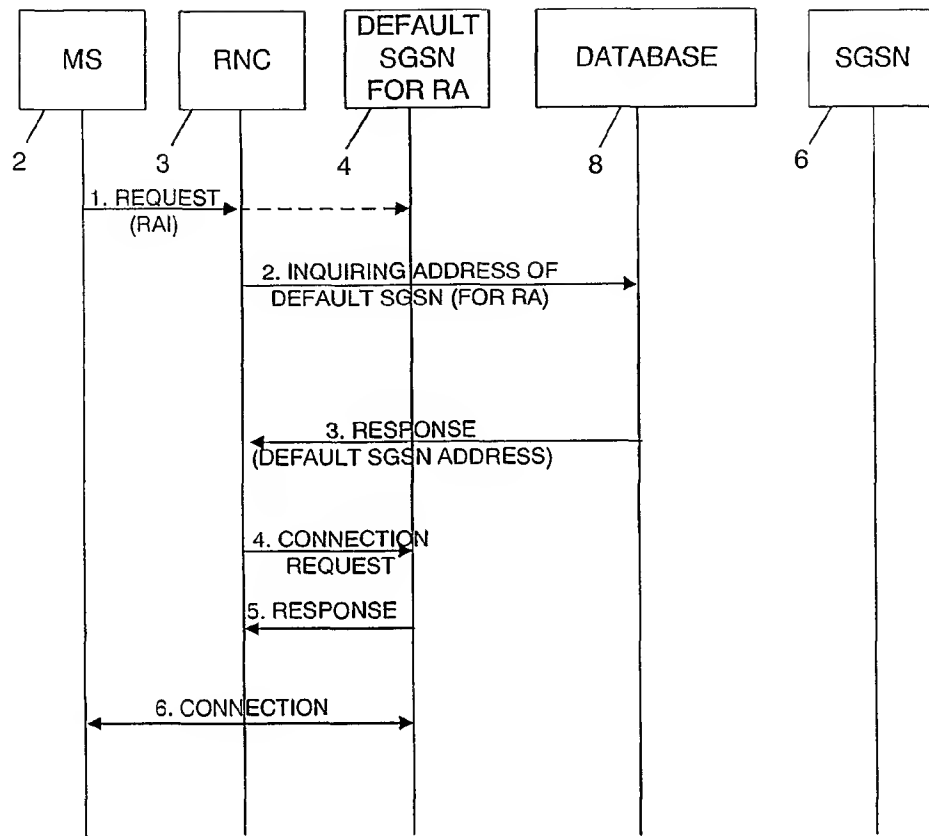 MS
RNC
DEFAULT
SGSN
FOR RA
DATABASE
SGSN
2
3
4
8
6
1. REQUEST
(RAI)
2. INQUIRING ADDRESS OF
DEFAULT SGSN (FOR RA)
3. RESPONSE
(DEFAULT SGSN ADDRESS)
4. CONNECTION
REQUEST
5. RESPONSE
6. CONNECTION